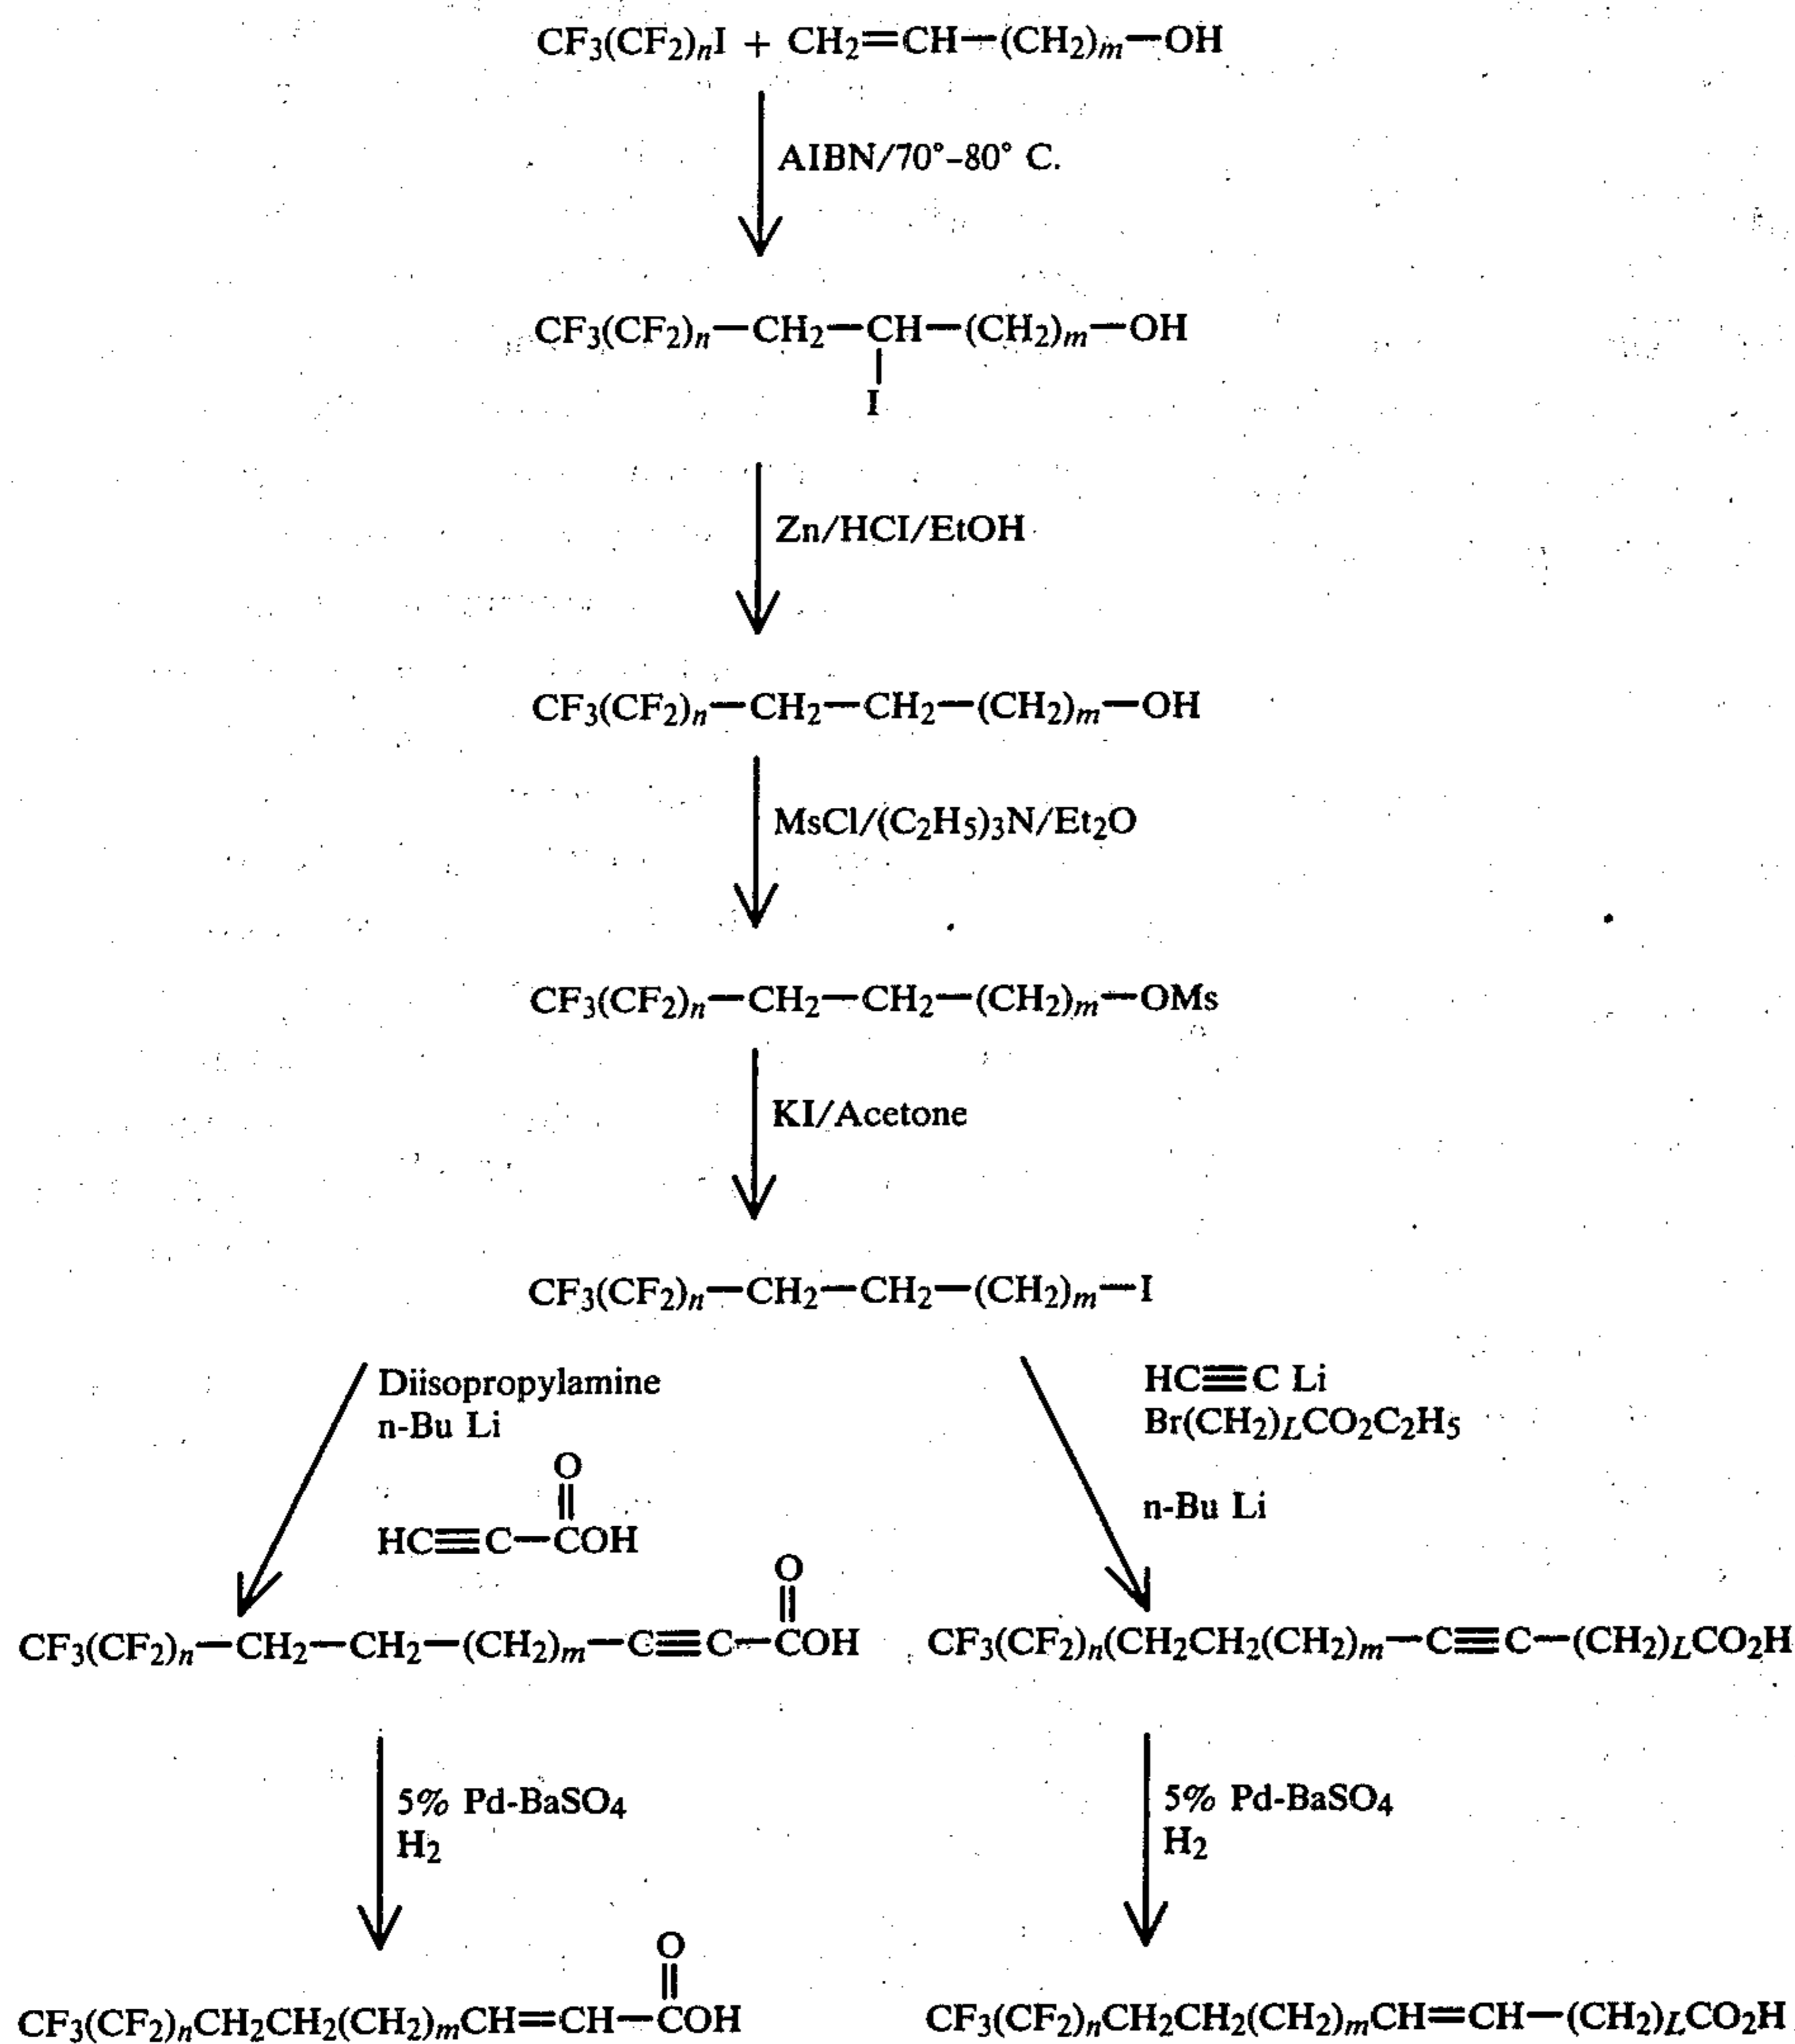 CF3(CF2)nI + CH2=CH—(CH2)m—OH
AIBN/70°–80° C.
CF3(CF2)n—CH2—CH—(CH2)m—OH
I
Zn/HCl/EtOH
CF3(CF2)n—CH2—CH2—(CH2)m—OH
MsCl/(C2H5)3N/Et2O
CF3(CF2)n—CH2—CH2—(CH2)m—OMs
KI/Acetone
CF3(CF2)n—CH2—CH2—(CH2)m—I
Diisopropylamine
n-Bu Li
O
HC≡C—COH
HC≡C Li
Br(CH2)LCO2C2H5
n-Bu Li
O
CF3(CF2)n—CH2—CH2—(CH2)m—C≡C—COH
CF3(CF2)n(CH2CH2(CH2)m—C≡C—(CH2)LCO2H
5% Pd-BaSO4
H2
5% Pd-BaSO4
H2
O
CF3(CF2)nCH2CH2(CH2)mCH=CH—COH
CF3(CF2)nCH2CH2(CH2)mCH=CH—(CH2)LCO2H